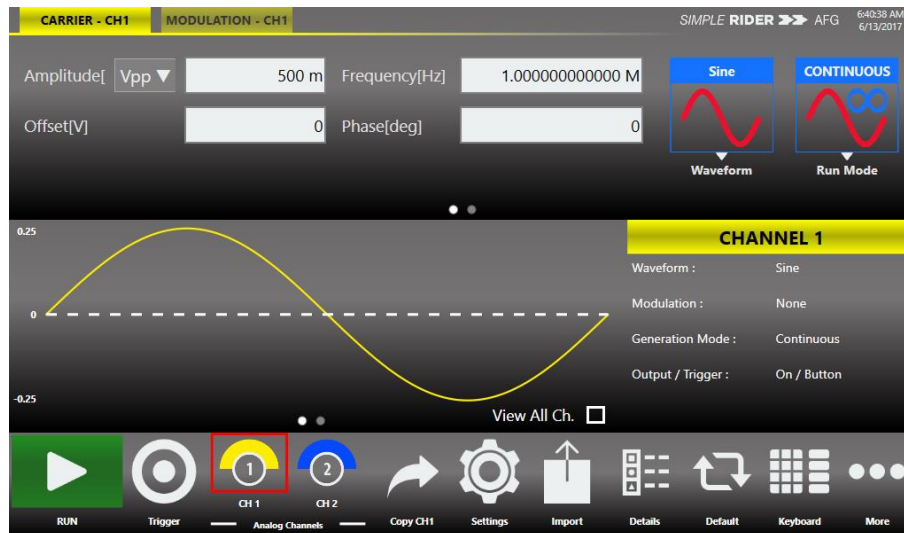 CARRIER - CH1 MODULATION - CH1 SIMPLE RIDER AFG 6:40:38 AM
6/13/2017
Amplitude[ Vpp ▼ 500 m Frequency[Hz] 1.000000000000 M Sine CONTINUOUS
Offset[V] 0 Phase[deg] 0
Waveform Run Mode
0.25 CHANNEL 1
Waveform : Sine
Modulation : None
0
Generation Mode : Continuous
Output / Trigger : On / Button
-0.25
View All Ch.
1 2
CH 1 CH 2
RUN Trigger Analog Channels Copy CH1 Settings Import Details Default Keyboard More